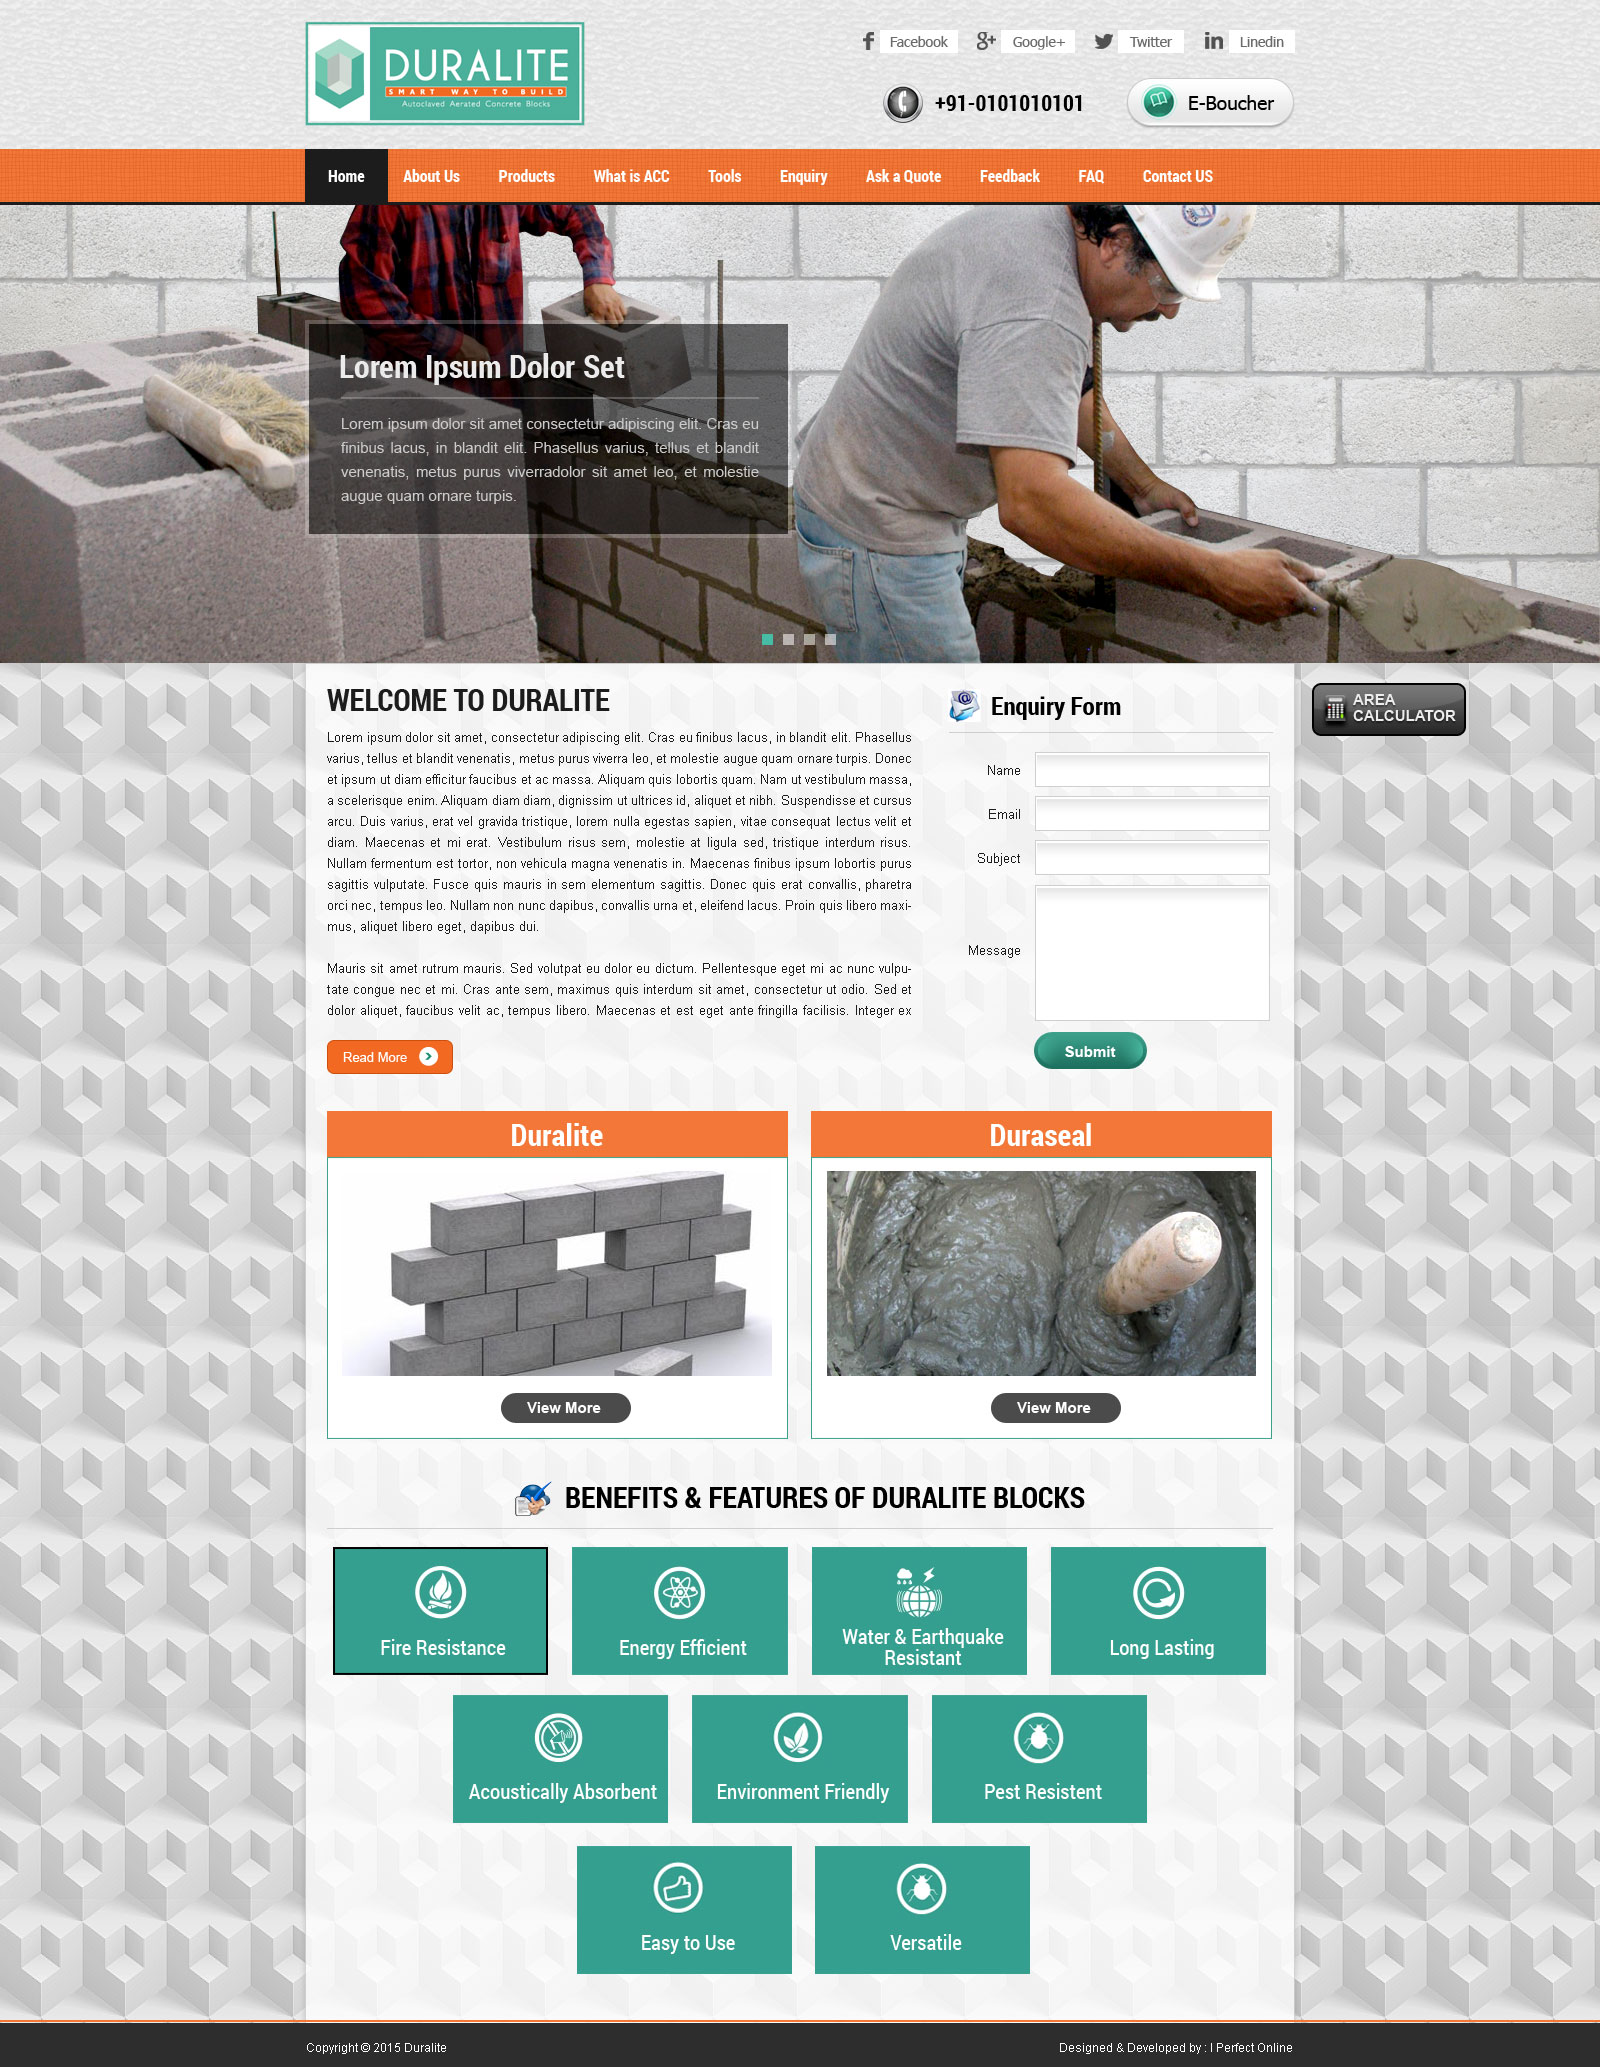 DURALITE
SMART WAY TO BUILD
Autoclaved Aerated Concrete Blocks
Facebook
Google+
Twitter
Linedin
+91-0101010101
E-Boucher
Home
About Us
Products
What is ACC
Tools
Enquiry
Ask a Quote
Feedback
FAQ
Contact US
Lorem Ipsum Dolor Set
Lorem ipsum dolor sit amet consectetur adipiscing elit. Cras eu
finibus lacus, in blandit elit. Phasellus varius, tellus et blandit
venenatis, metus purus viverradolor sit amet leo, et molestie
augue quam ornare turpis.
WELCOME TO DURALITE
Lorem ipsum dolor sit amet, consectetur adipiscing elit. Cras eu finibus lacus, in blandit elit. Phasellus
varius, tellus et blandit venenatis, metus purus viverra leo, et molestie augue quam ornare turpis. Donec
et ipsum ut diam efficitur faucibus et ac massa. Aliquam quis lobortis quam. Nam ut vestibulum massa,
a scelerisque enim. Aliquam diam diam, dignissim ut ultrices id, aliquet et nibh. Suspendisse et cursus
arcu. Duis varius, erat vel gravida tristique, lorem nulla egestas sapien, vitae consequat lectus velit et
diam. Maecenas et mi erat. Vestibulum risus sem, molestie at ligula sed, tristique interdum risus.
Nullam fermentum est tortor, non vehicula magna venenatis in. Maecenas finibus ipsum lobortis purus
sagittis vulputate. Fusce quis mauris in sem elementum sagittis. Donec quis erat convallis, pharetra
orci nec, tempus leo. Nullam non nunc dapibus, convallis urna et, eleifend lacus. Proin quis libero maxi-
mus, aliquet libero eget, dapibus dui.
Mauris sit amet rutrum mauris. Sed volutpat eu dolor eu dictum. Pellentesque eget mi ac nunc vulpu-
tate congue nec et mi. Cras ante sem, maximus quis interdum sit amet, consectetur ut odio. Sed et
dolor aliquet, faucibus velit ac, tempus libero. Maecenas et est eget ante fringilla facilisis. Integer ex
Read More
Enquiry Form
Name
Email
Subject
Message
Submit
AREA
CALCULATOR
Duralite
View More
Duraseal
View More
BENEFITS & FEATURES OF DURALITE BLOCKS
Fire Resistance
Energy Efficient
Water & Earthquake
Resistant
Long Lasting
Acoustically Absorbent
Environment Friendly
Pest Resistent
Easy to Use
Versatile
Copyright © 2015 Duralite
Designed & Developed by : I Perfect Online